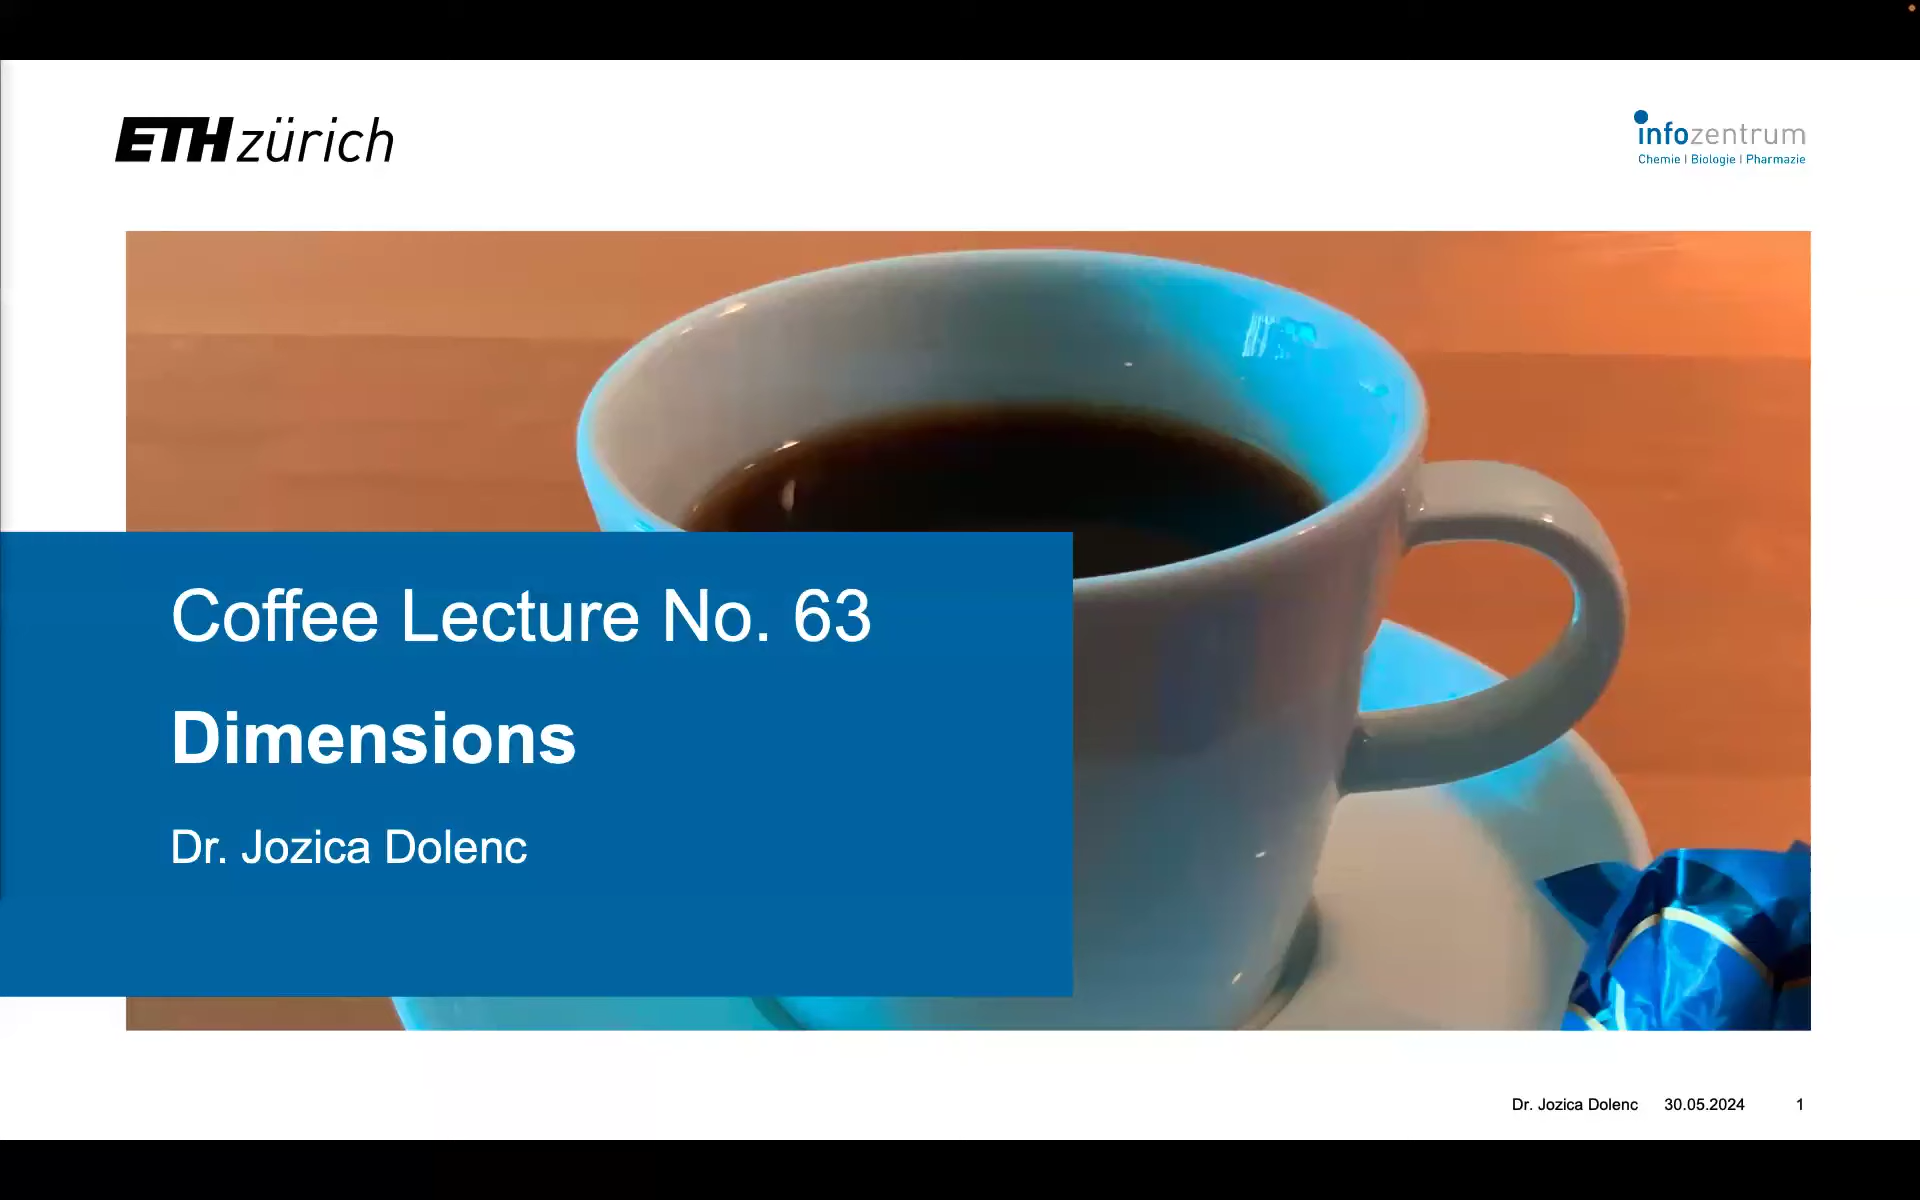 ETH zürich
infozentrum
Chemie | Biologie | Pharmazie
Coffee Lecture No. 63
Dimensions
Dr. Jozica Dolenc
Dr. Jozica Dolenc 30.05.2024 1